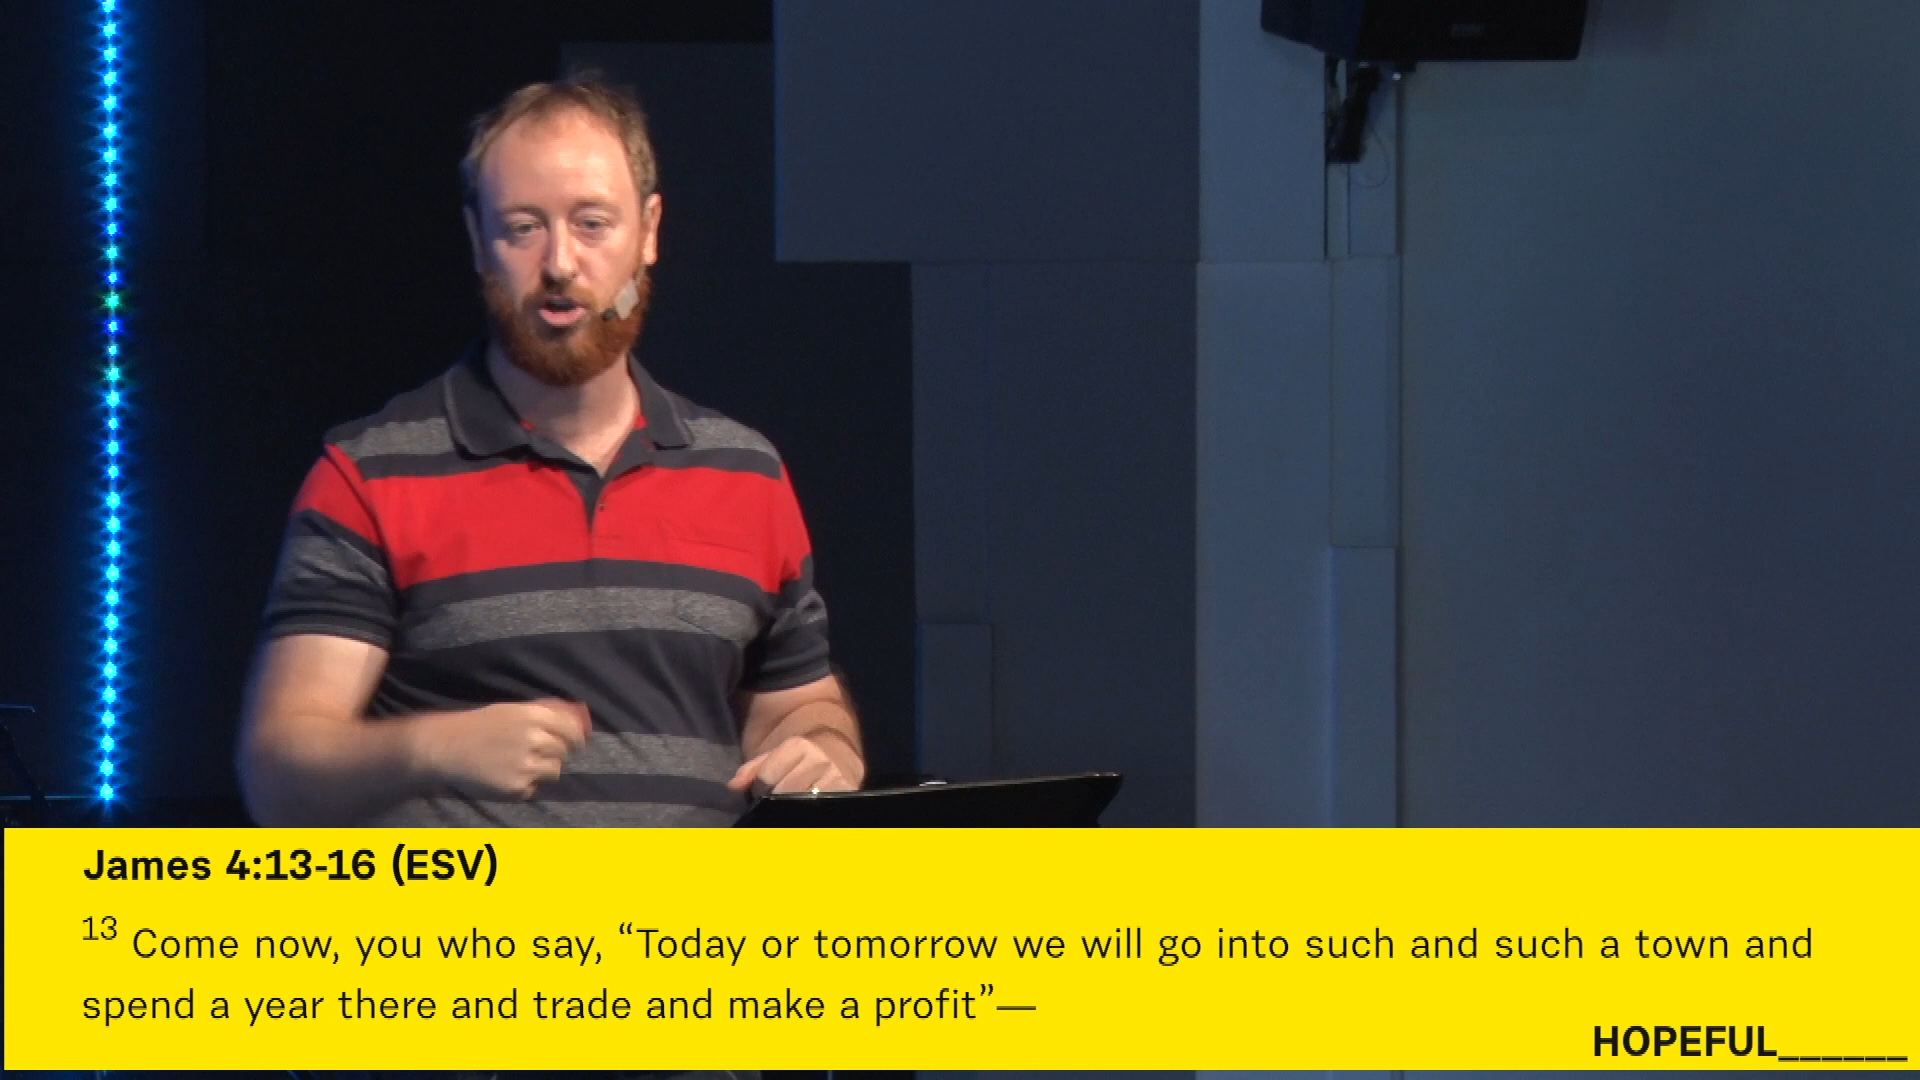 James 4:13-16 (ESV)
13 Come now, you who say, “Today or tomorrow we will go into such and such a town and
spend a year there and trade and make a profit”—
HOPEFUL______